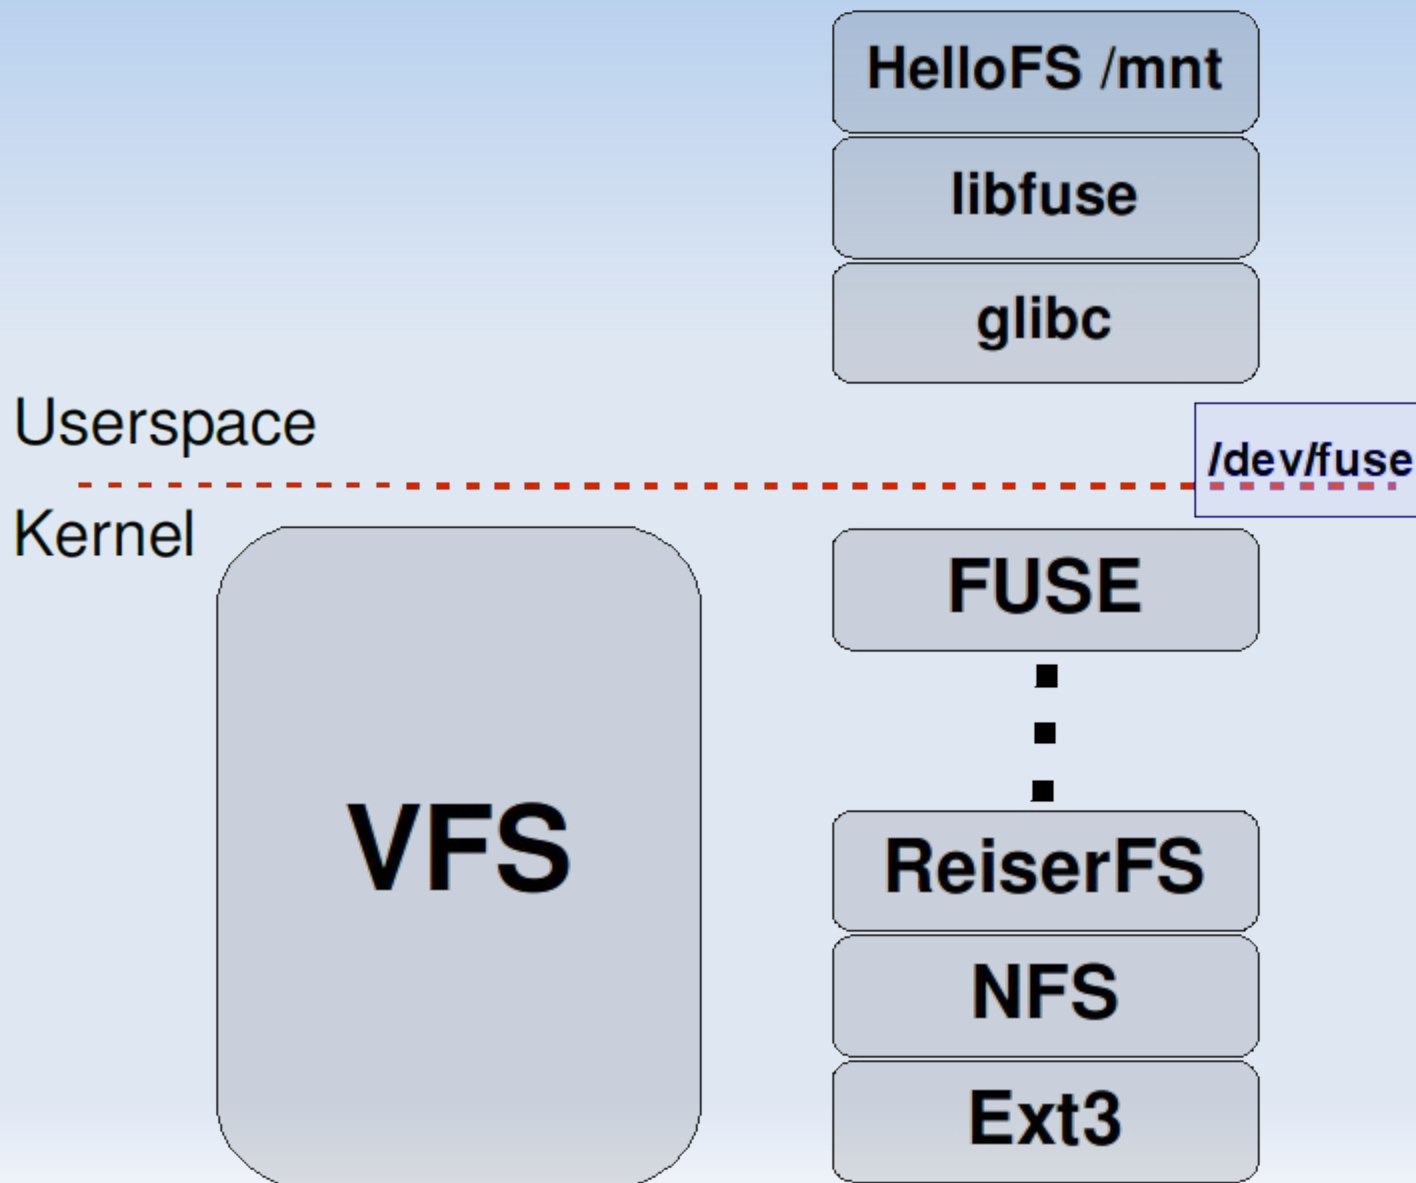 HelloFS /mnt
libfuse
glibc
Userspace
/dev/fuse
Kernel
FUSE
VFS
ReiserFS
NFS
Ext3